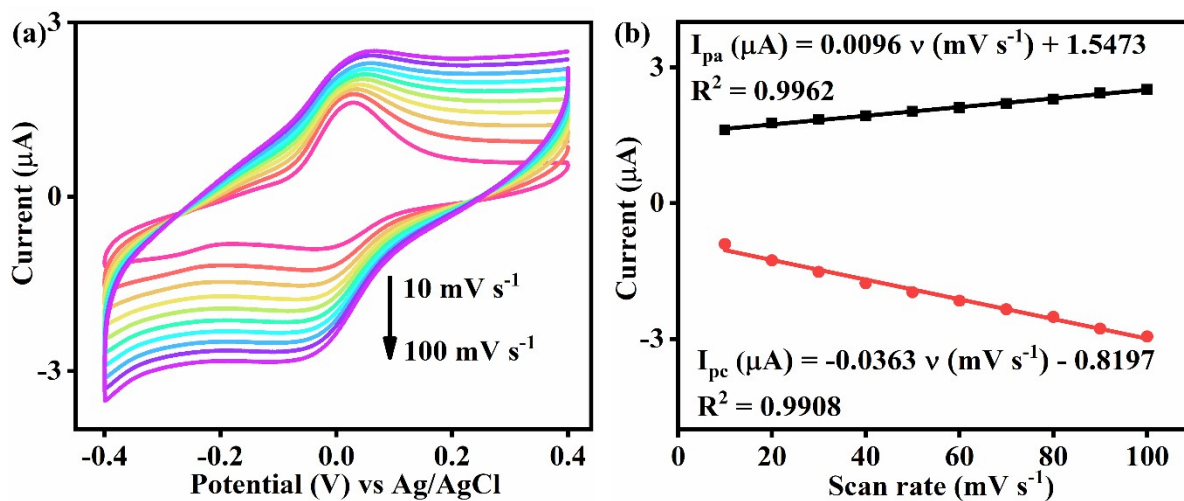 (a)
3
0
-3
Current (μA)
10 mV s⁻¹
100 mV s⁻¹
-0.4 -0.2 0.0 0.2 0.4
Potential (V) vs Ag/AgCl
(b)
I_pa (μA) = 0.0096 ν (mV s⁻¹) + 1.5473
R² = 0.9962
3
0
-3
Current (μA)
I_pc (μA) = -0.0363 ν (mV s⁻¹) - 0.8197
R² = 0.9908
0 20 40 60 80 100
Scan rate (mV s⁻¹)